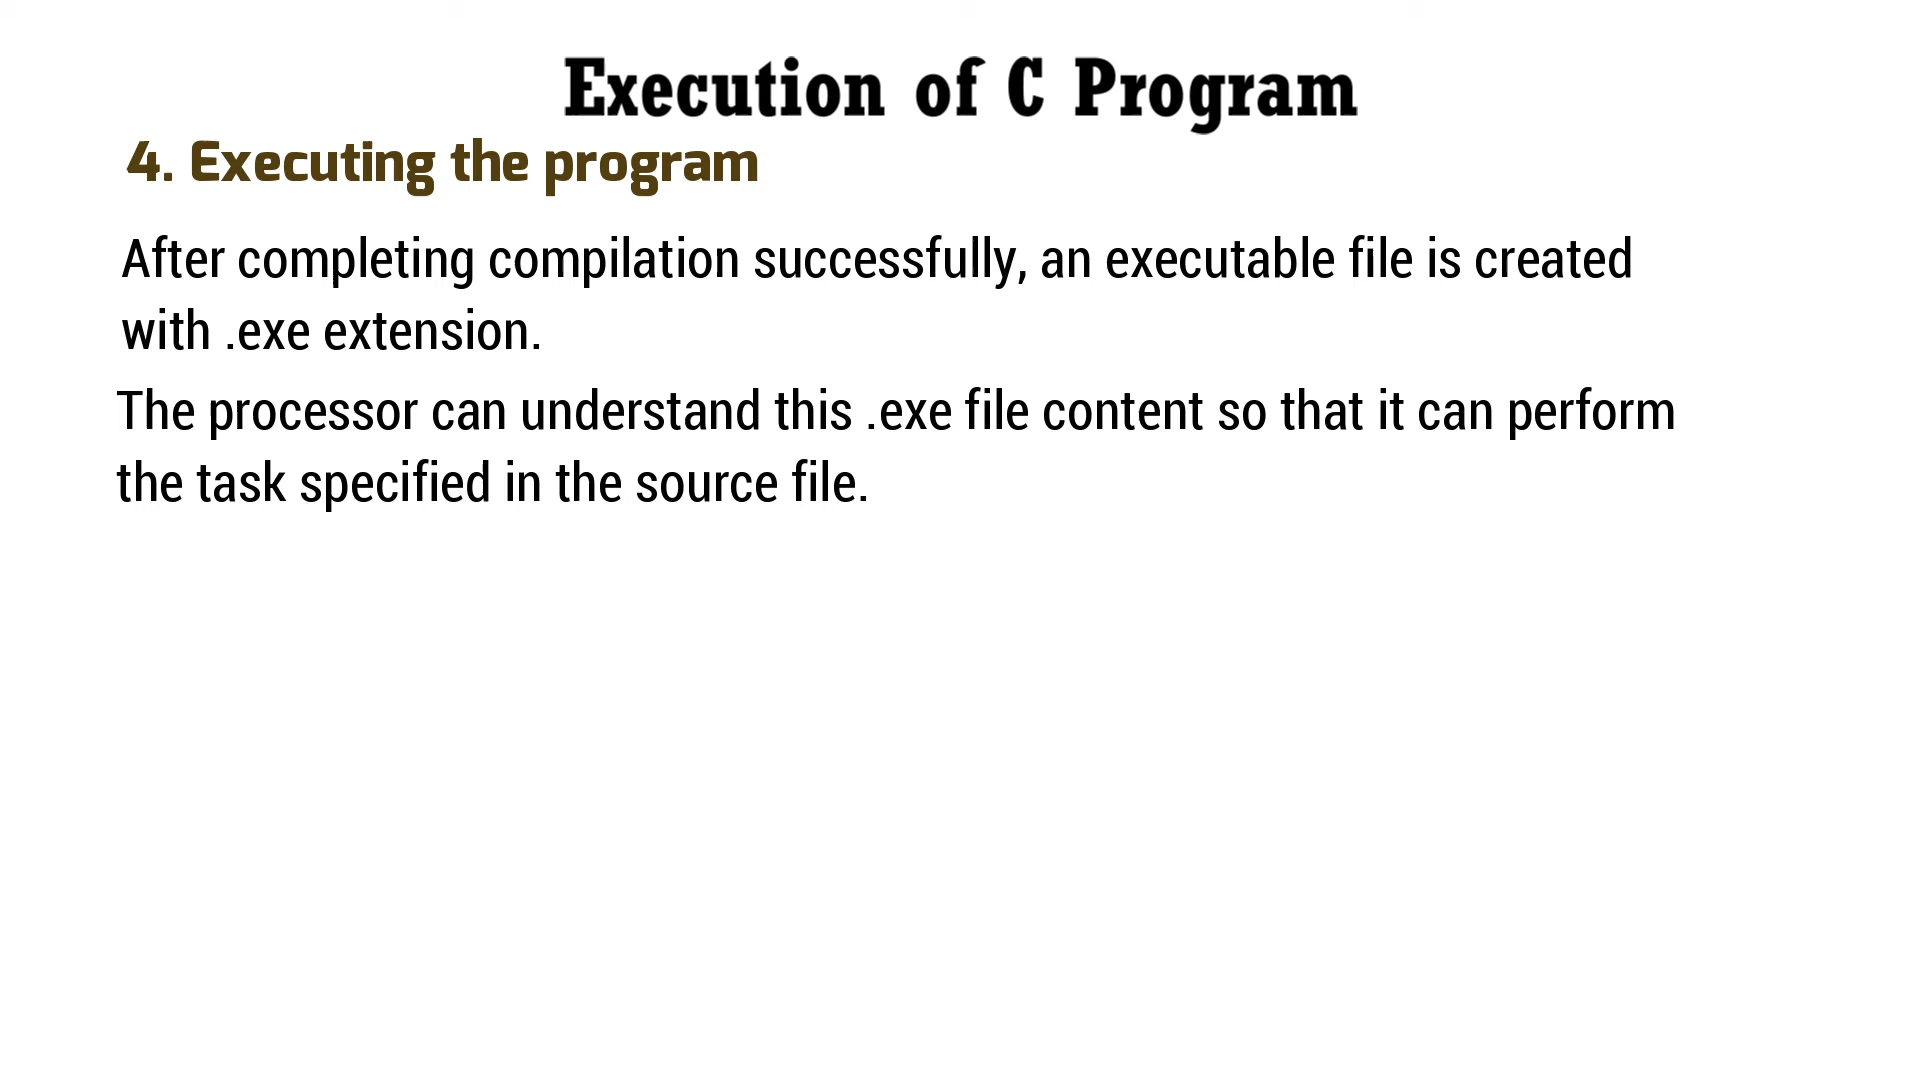 Execution of C Program
4. Executing the program
After completing compilation successfully, an executable file is created
with .exe extension.
The processor can understand this .exe file content so that it can perform
the task specified in the source file.